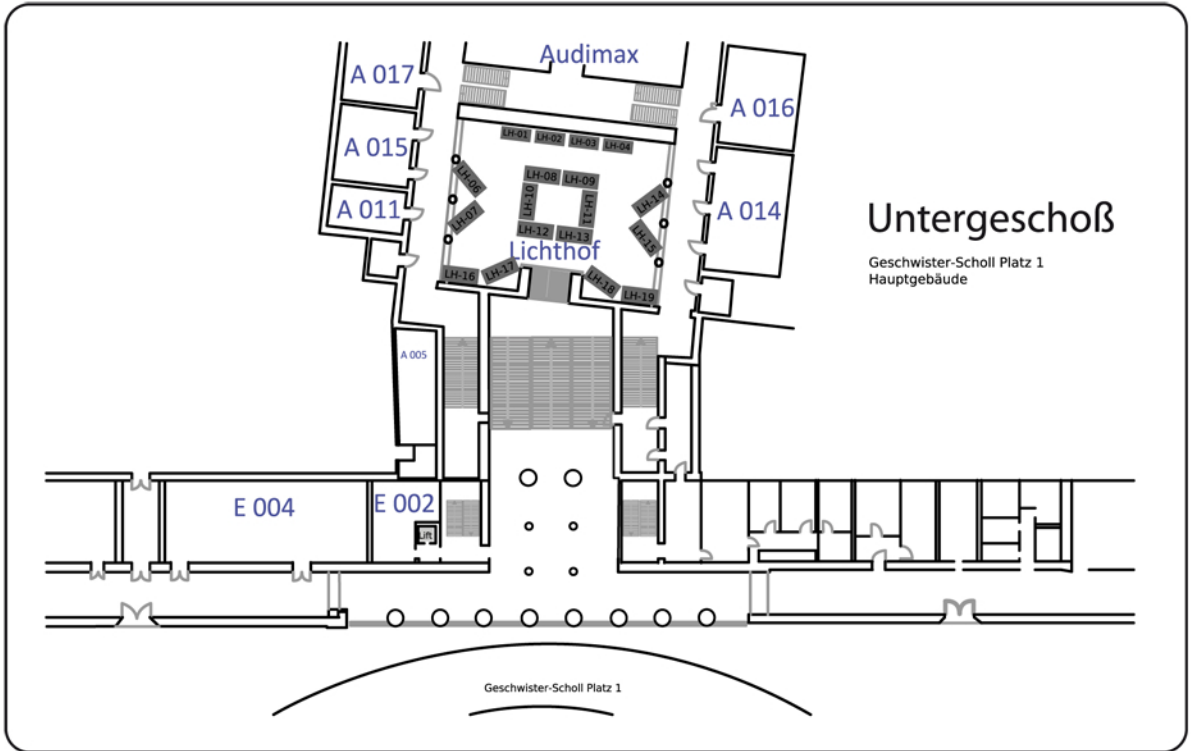 Audimax
A 017
A 016
LH-01
LH-02
LH-03
LH-04
A 015
LH-06
LH-08
LH-09
LH-14
A 011
LH-07
LH-10
LH-11
A 014
LH-12
LH-13
LH-15
Lichthof
LH-16
LH-17
LH-18
LH-19
Untergeschoß
Geschwister-Scholl Platz 1
Hauptgebäude
A 005
E 004
E 002
Lift
Geschwister-Scholl Platz 1